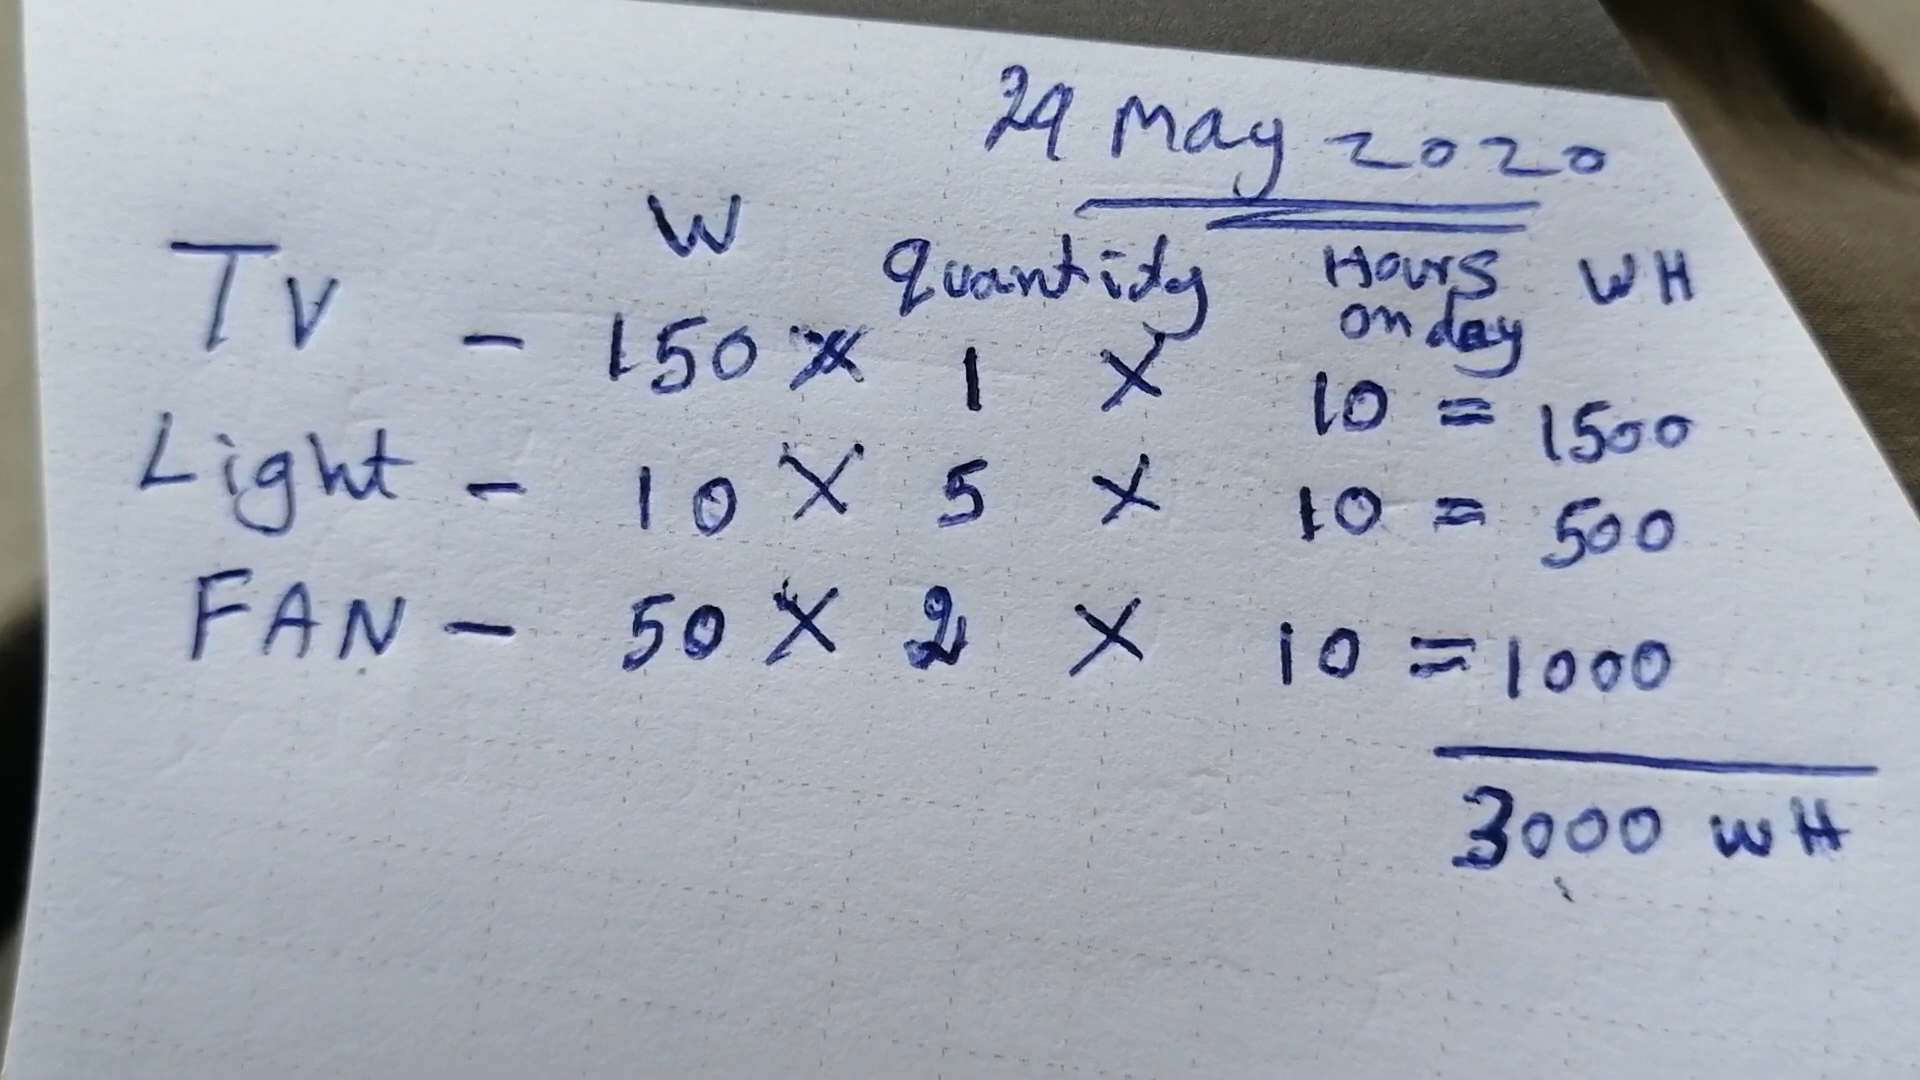 29 May 2020
W Quantity Hours on day WH
Tv - 150 X 1 X 10 = 1500
Light - 10 X 5 X 10 = 500
FAN - 50 X 2 X 10 = 1000
3000 WH